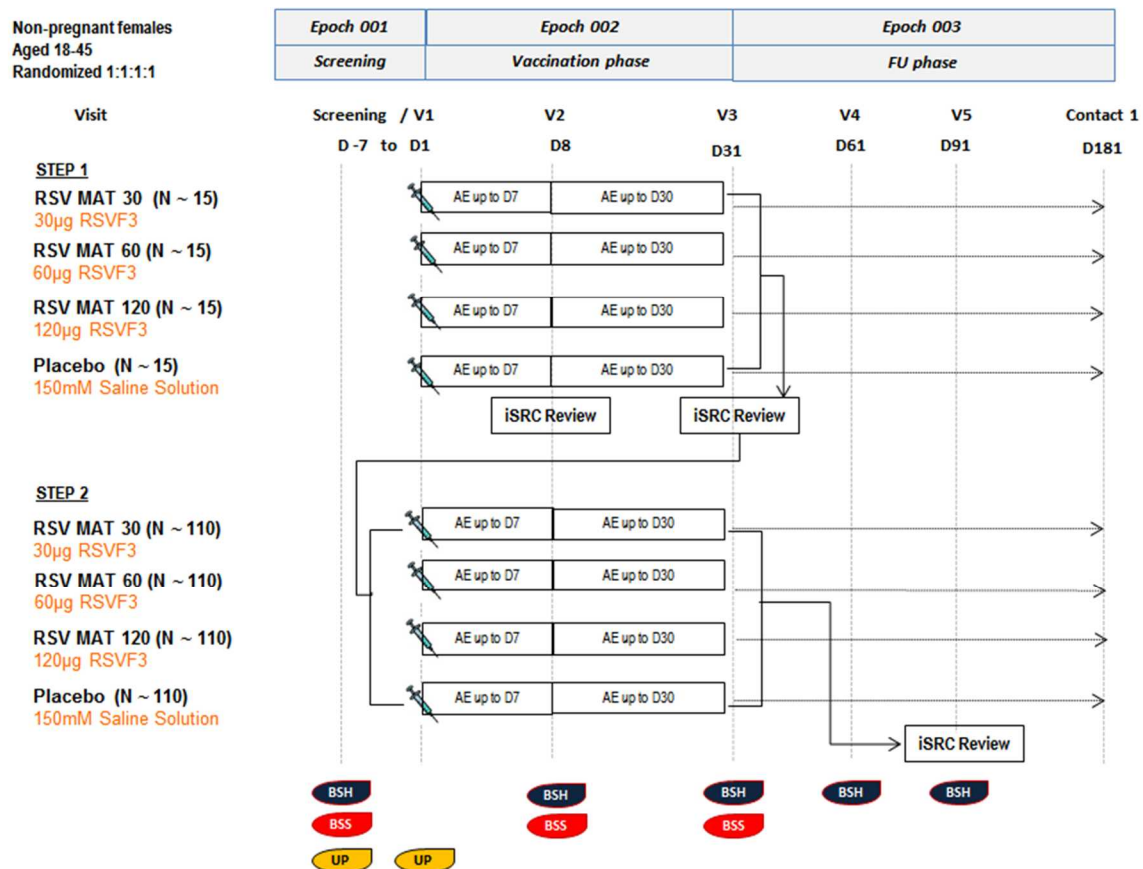 Non-pregnant females
Aged 18-45
Randomized 1:1:1:1
Epoch 001 Epoch 002 Epoch 003
Screening Vaccination phase FU phase
Visit Screening / V1 V2 V3 V4 V5 Contact 1
D -7 to D1 D8 D31 D61 D91 D181
STEP 1
RSV MAT 30 (N ~ 15) AE up to D7 AE up to D30
30µg RSVF3
RSV MAT 60 (N ~ 15) AE up to D7 AE up to D30
60µg RSVF3
RSV MAT 120 (N ~ 15) AE up to D7 AE up to D30
120µg RSVF3
Placebo (N ~ 15) AE up to D7 AE up to D30
150mM Saline Solution
iSRC Review iSRC Review
STEP 2
RSV MAT 30 (N ~ 110) AE up to D7 AE up to D30
30µg RSVF3
RSV MAT 60 (N ~ 110) AE up to D7 AE up to D30
60µg RSVF3
RSV MAT 120 (N ~ 110) AE up to D7 AE up to D30
120µg RSVF3
Placebo (N ~ 110) AE up to D7 AE up to D30
150mM Saline Solution
iSRC Review
BSH BSH BSH BSH BSH
BSS BSS BSS
UP UP